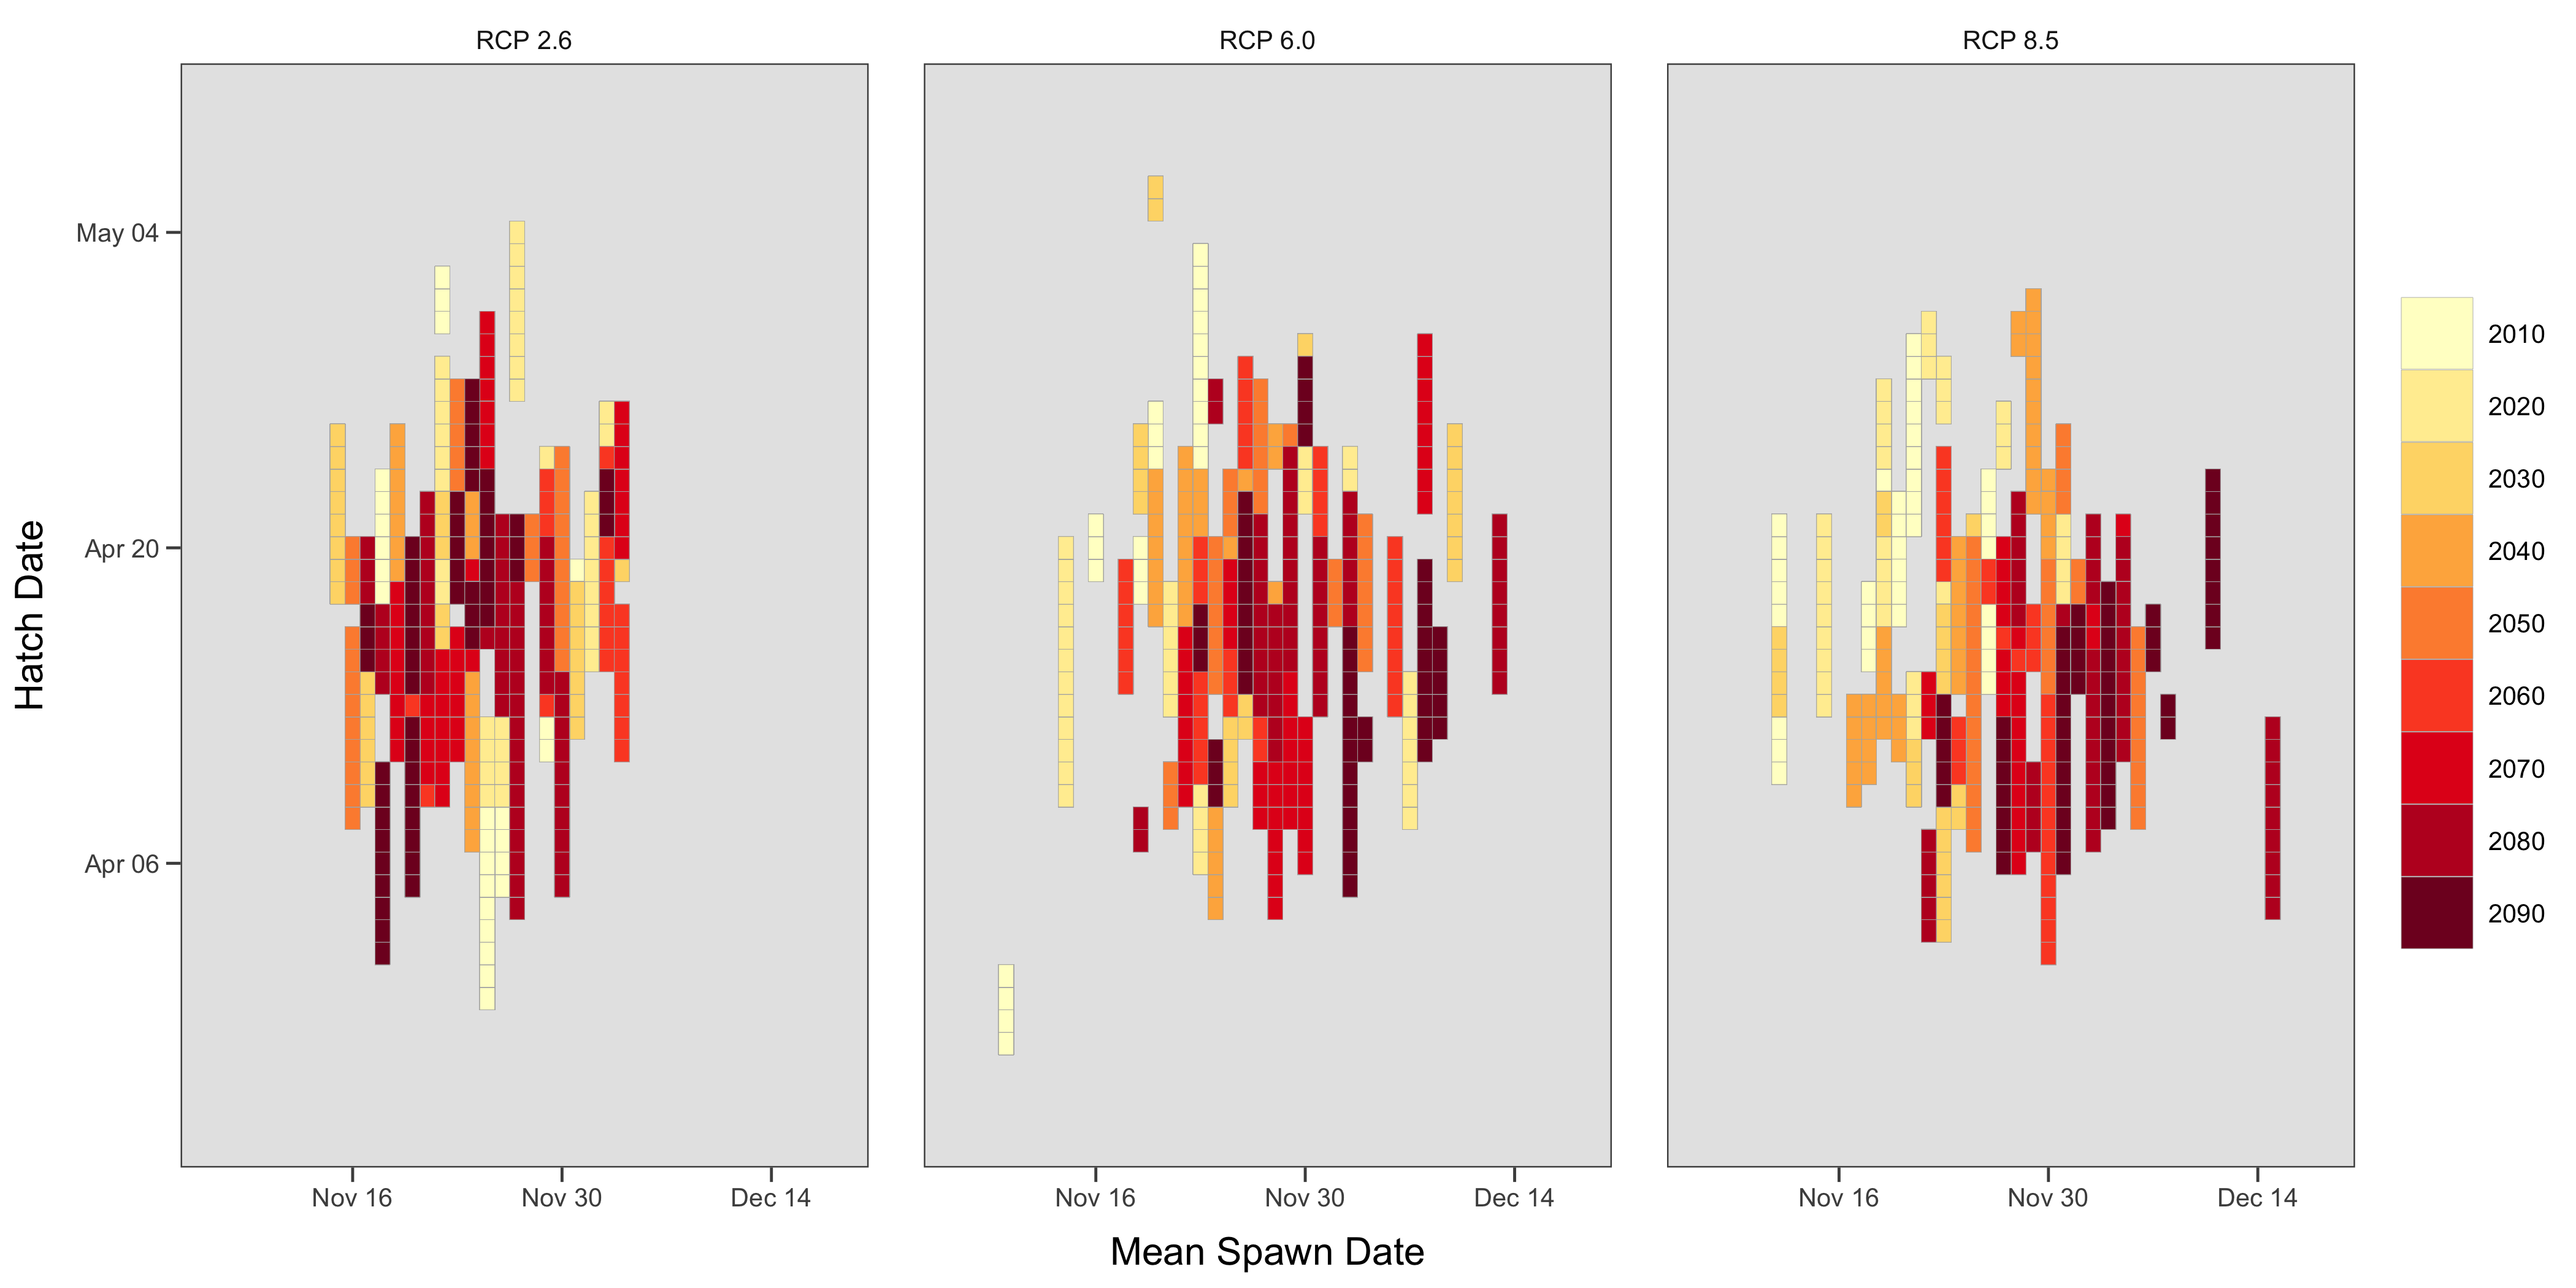 RCP 2.6
RCP 6.0
RCP 8.5
Hatch Date
May 04
Apr 20
Apr 06
Nov 16
Nov 30
Dec 14
Nov 16
Nov 30
Dec 14
Nov 16
Nov 30
Dec 14
Mean Spawn Date
2010
2020
2030
2040
2050
2060
2070
2080
2090